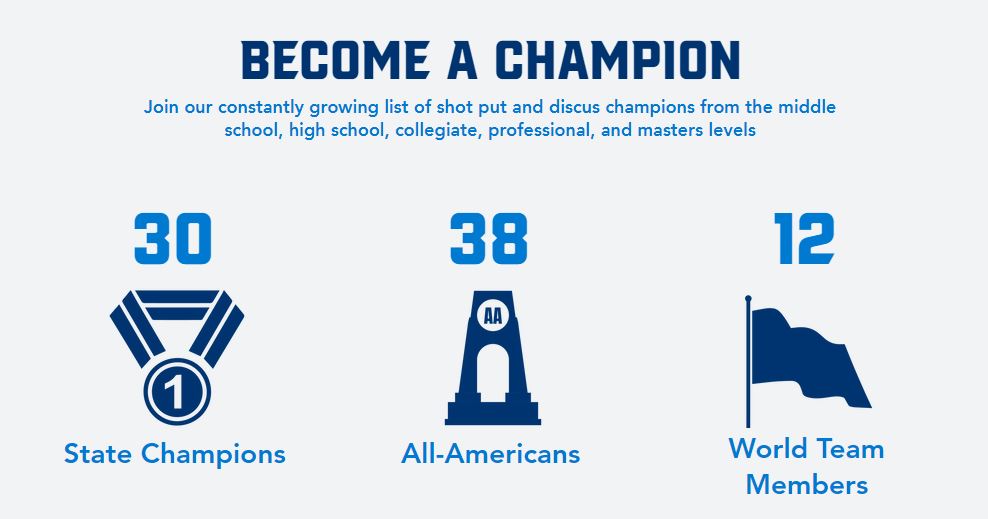 BECOME A CHAMPION
Join our constantly growing list of shot put and discus champions from the middle
school, high school, collegiate, professional, and masters levels
30
38
12
AA
1
State Champions
All-Americans
World Team
Members